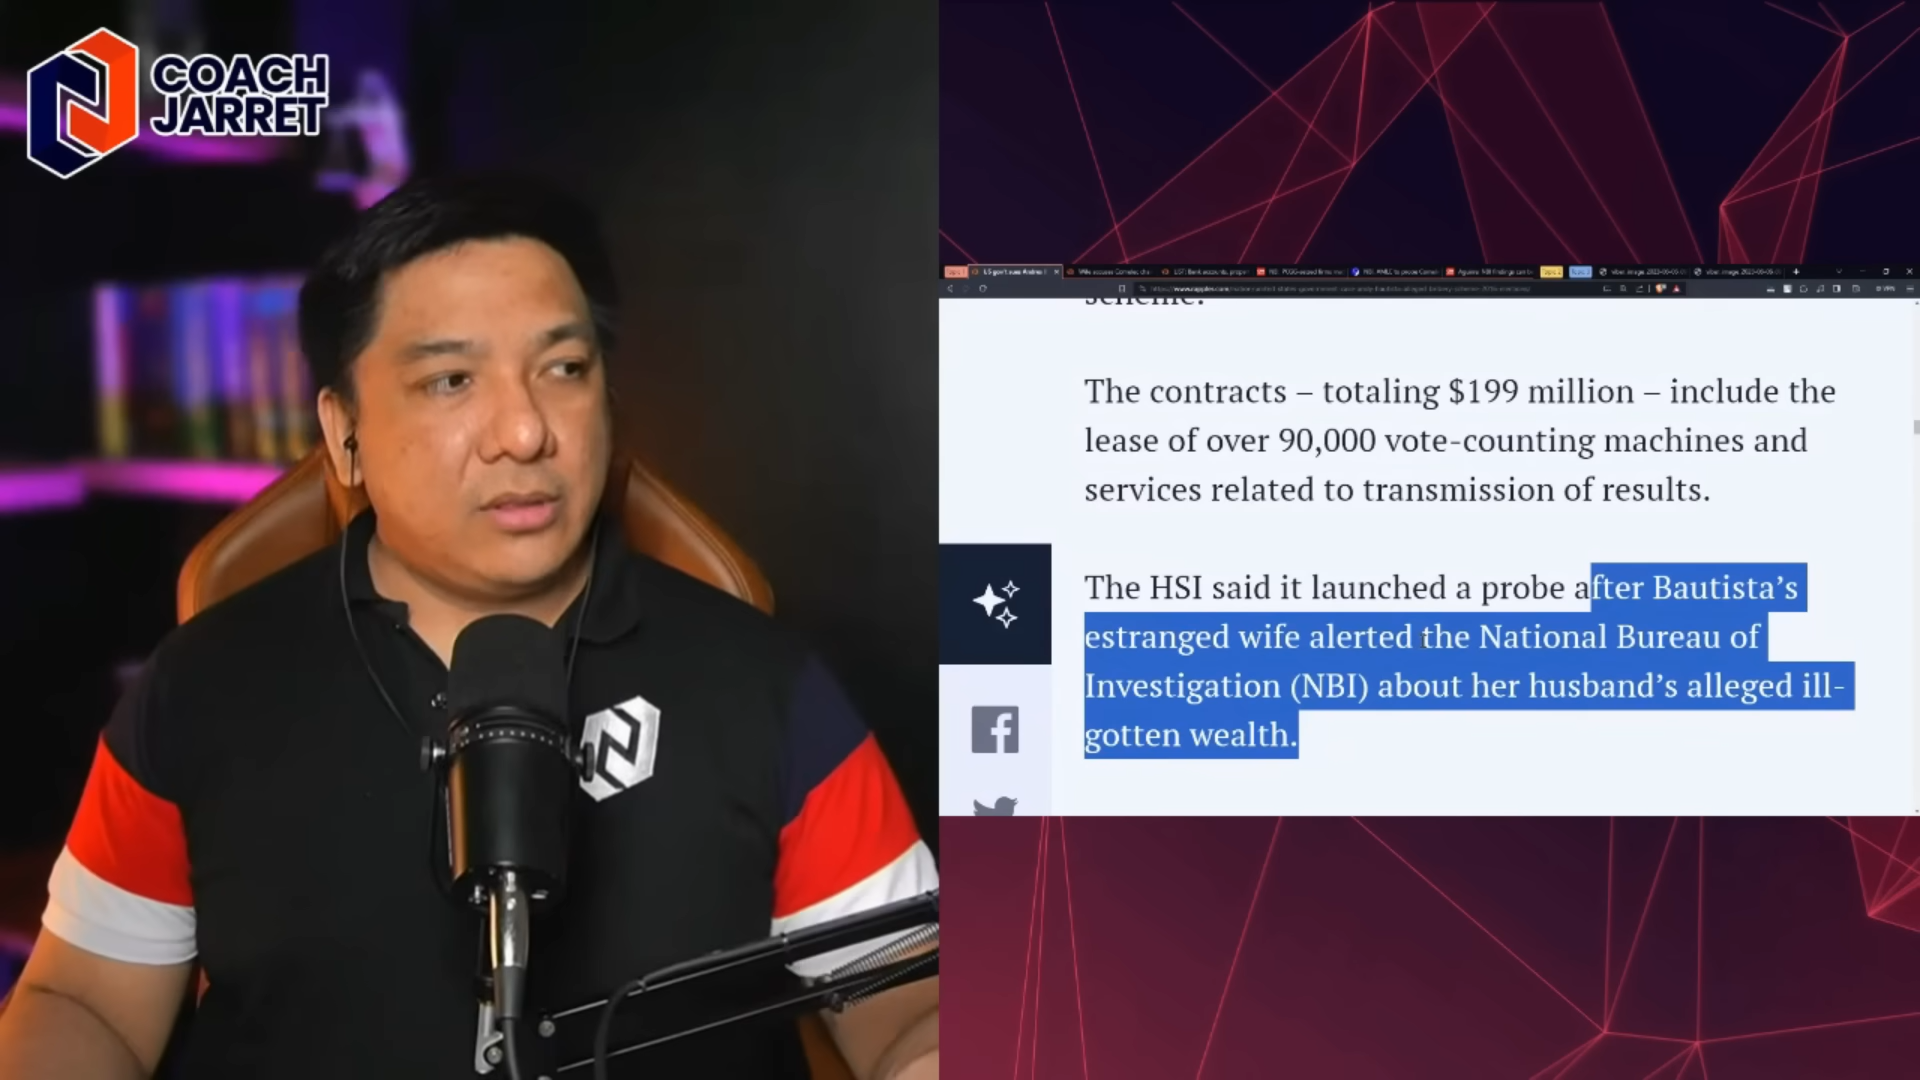 COACH
JARRET
scheme.
The contracts – totaling $199 million – include the
lease of over 90,000 vote-counting machines and
services related to transmission of results.
The HSI said it launched a probe after Bautista’s
estranged wife alerted the National Bureau of
Investigation (NBI) about her husband’s alleged ill-
gotten wealth.